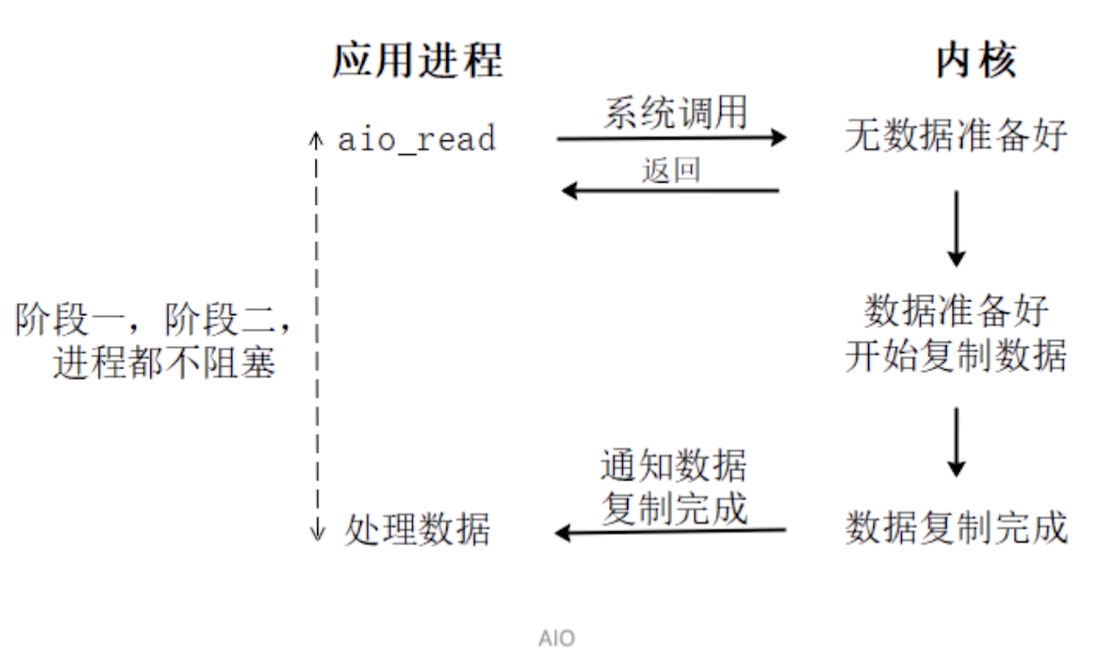 应用进程
内核
系统调用
aio_read
无数据准备好
返回
阶段一，阶段二，
进程都不阻塞
数据准备好
开始复制数据
通知数据
复制完成
处理数据
数据复制完成
AIO